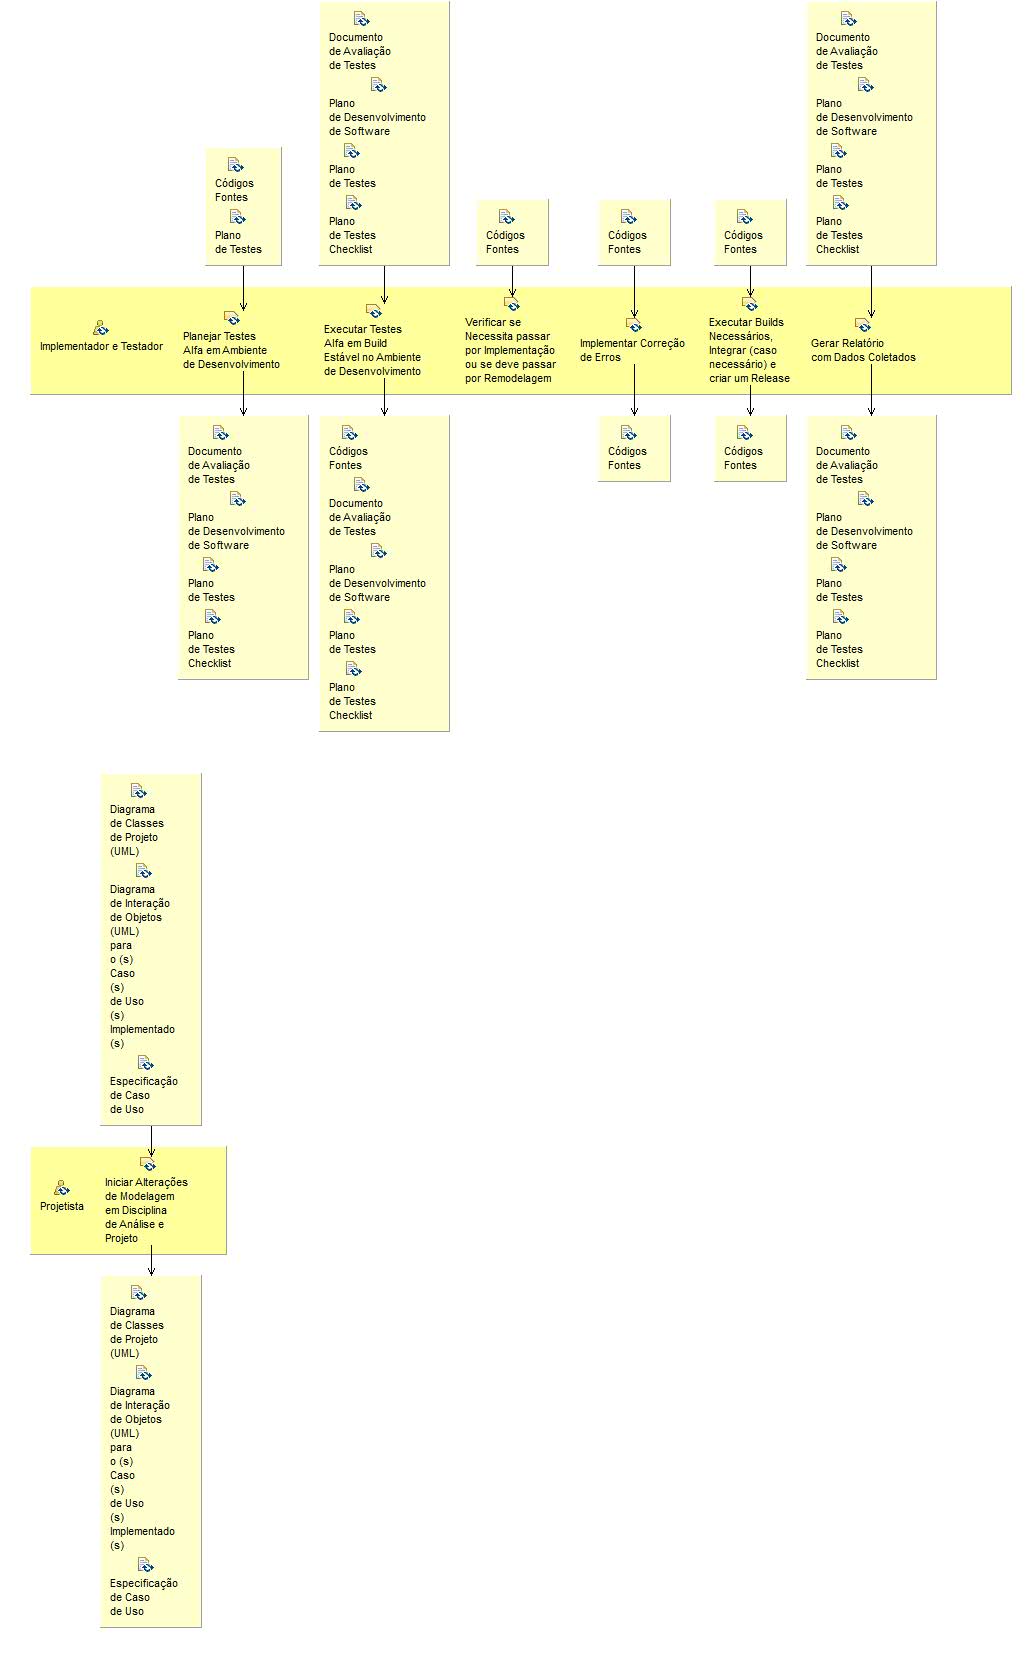 Documento
de Avaliação
de Testes
Plano
de Desenvolvimento
de Software
Plano
de Testes
Plano
de Testes
Checklist
Documento
de Avaliação
de Testes
Plano
de Desenvolvimento
de Software
Plano
de Testes
Plano
de Testes
Checklist
Códigos
Fontes
Plano
de Testes
Códigos
Fontes
Códigos
Fontes
Códigos
Fontes
Implementador e Testador
Planejar Testes
Alfa em Ambiente
de Desenvolvimento
Executar Testes
Alfa em Build
Estável no Ambiente
de Desenvolvimento
Verificar se
Necessita passar
por Implementação
ou se deve passar
por Remodelagem
Implementar Correção
de Erros
Executar Builds
Necessários,
Integrar (caso
necessário) e
criar um Release
Gerar Relatório
com Dados Coletados
Documento
de Avaliação
de Testes
Plano
de Desenvolvimento
de Software
Plano
de Testes
Plano
de Testes
Checklist
Códigos
Fontes
Documento
de Avaliação
de Testes
Plano
de Desenvolvimento
de Software
Plano
de Testes
Plano
de Testes
Checklist
Códigos
Fontes
Códigos
Fontes
Documento
de Avaliação
de Testes
Plano
de Desenvolvimento
de Software
Plano
de Testes
Plano
de Testes
Checklist
Diagrama
de Classes
de Projeto
(UML)
Diagrama
de Interação
de Objetos
(UML)
para
o (s)
Caso
(s)
de Uso
(s)
Implementado
(s)
Especificação
de Caso
de Uso
Projetista
Iniciar Alterações
de Modelagem
em Disciplina
de Análise e
Projeto
Diagrama
de Classes
de Projeto
(UML)
Diagrama
de Interação
de Objetos
(UML)
para
o (s)
Caso
(s)
de Uso
(s)
Implementado
(s)
Especificação
de Caso
de Uso